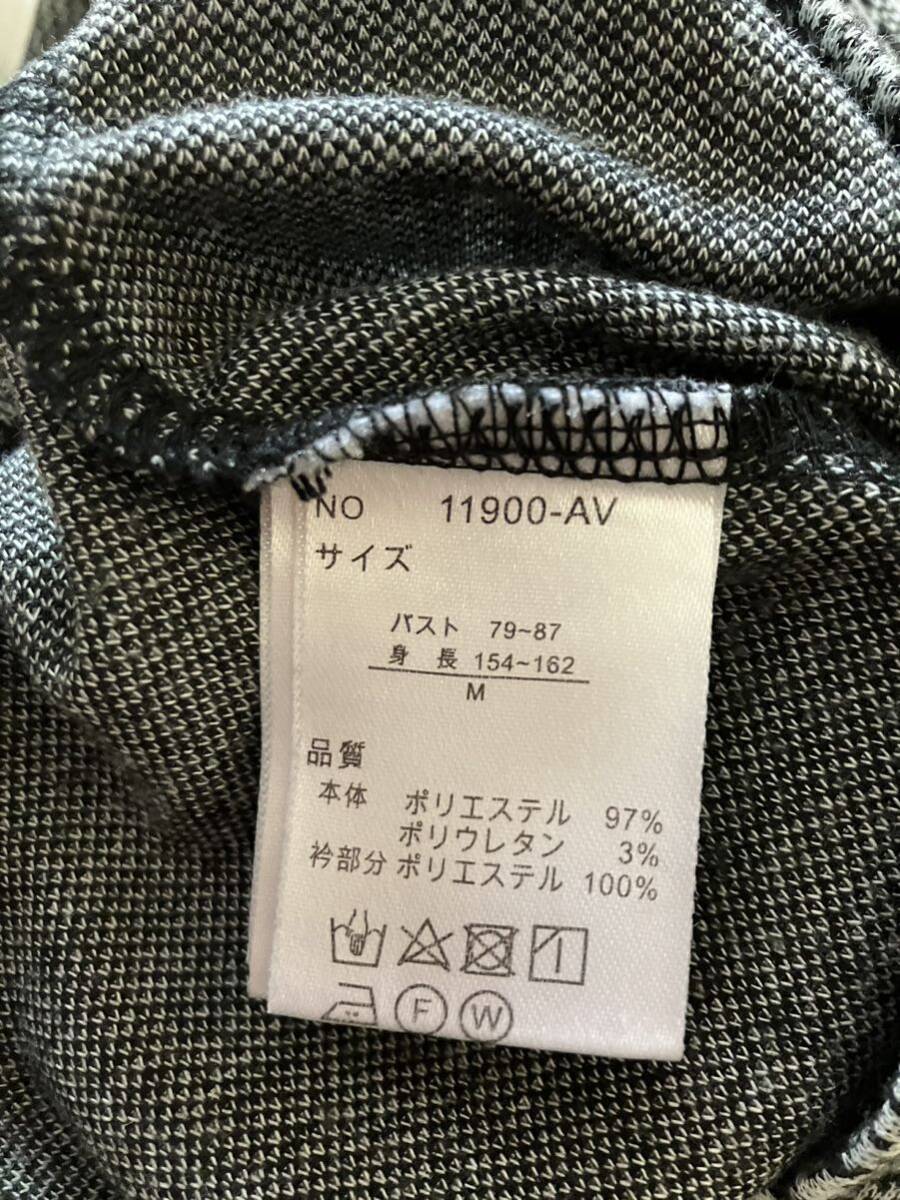 NO 11900-AV
サイズ
バスト 79~87
身 長 154~162
M
品質
本体 ポリエステル 97%
ポリウレタン 3%
衿部分 ポリエステル 100%
F W